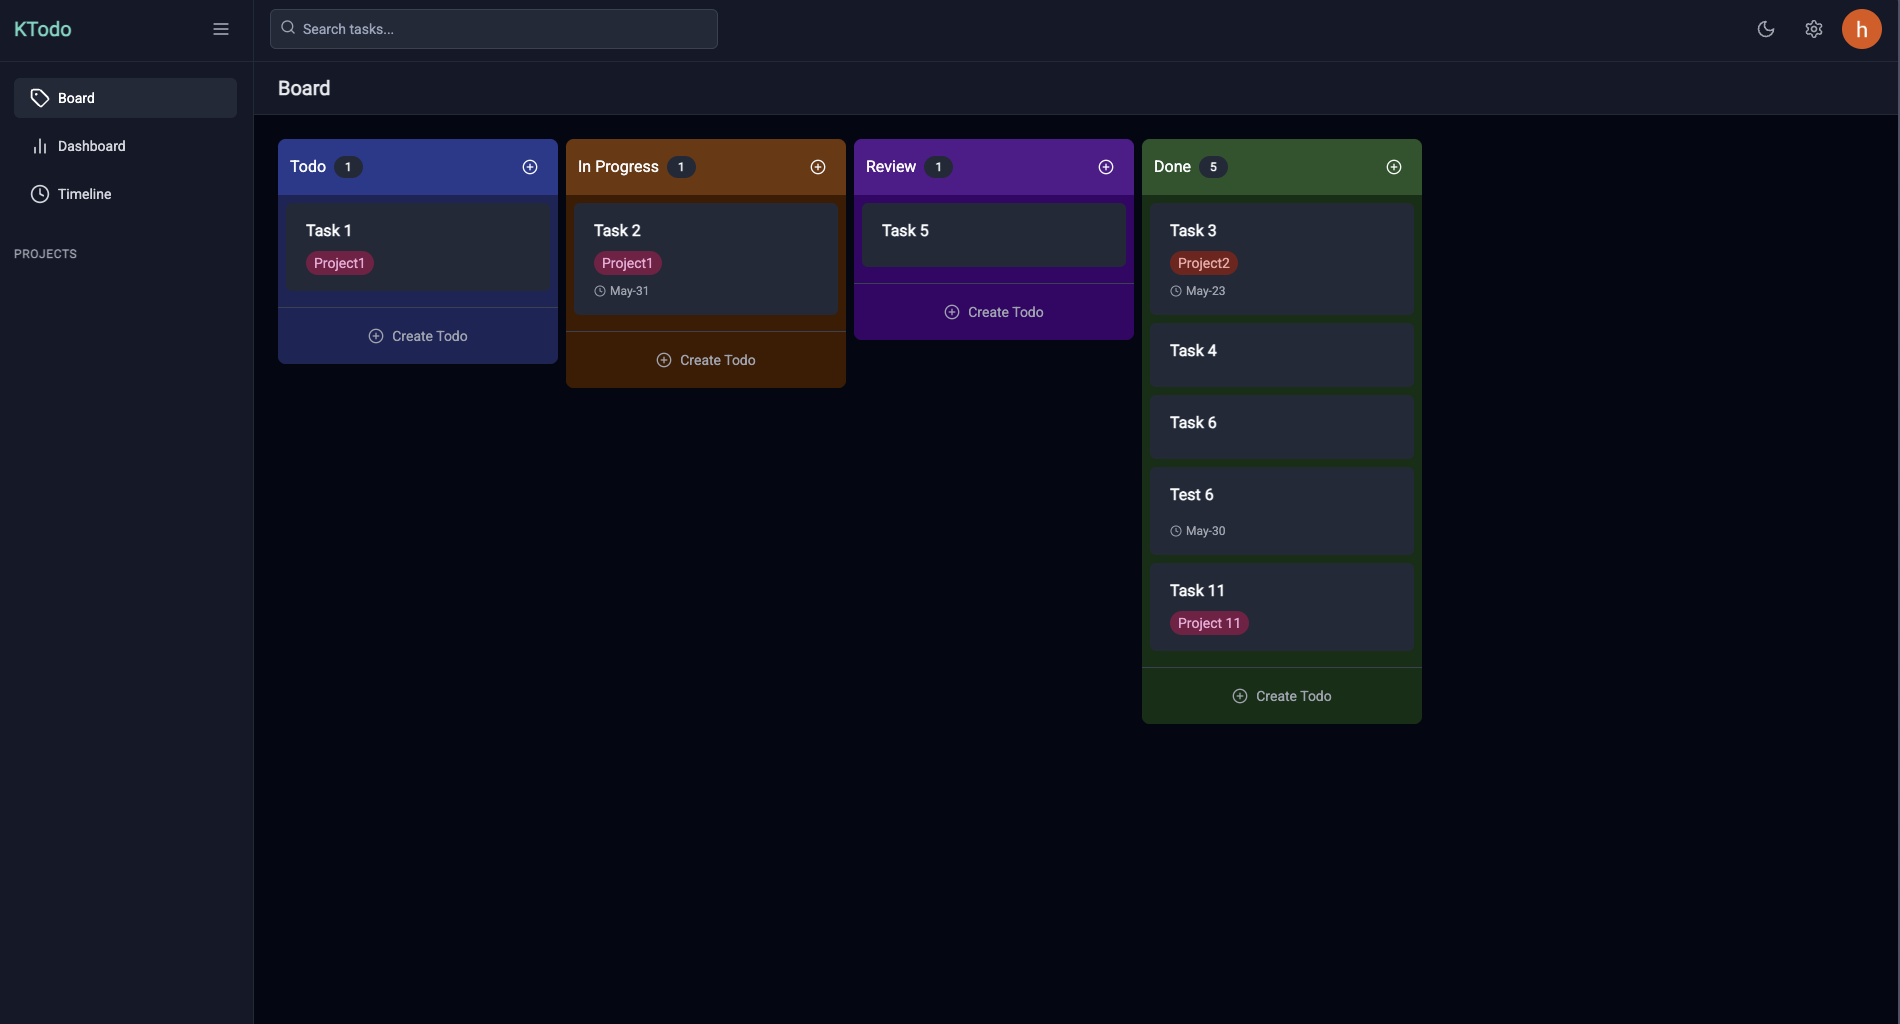 KTodo
Search tasks...
h
Board
Dashboard
Timeline
PROJECTS
Board
Todo 1
Task 1
Project1
Create Todo
In Progress 1
Task 2
Project1
May-31
Create Todo
Review 1
Task 5
Create Todo
Done 5
Task 3
Project2
May-23
Task 4
Task 6
Test 6
May-30
Task 11
Project 11
Create Todo